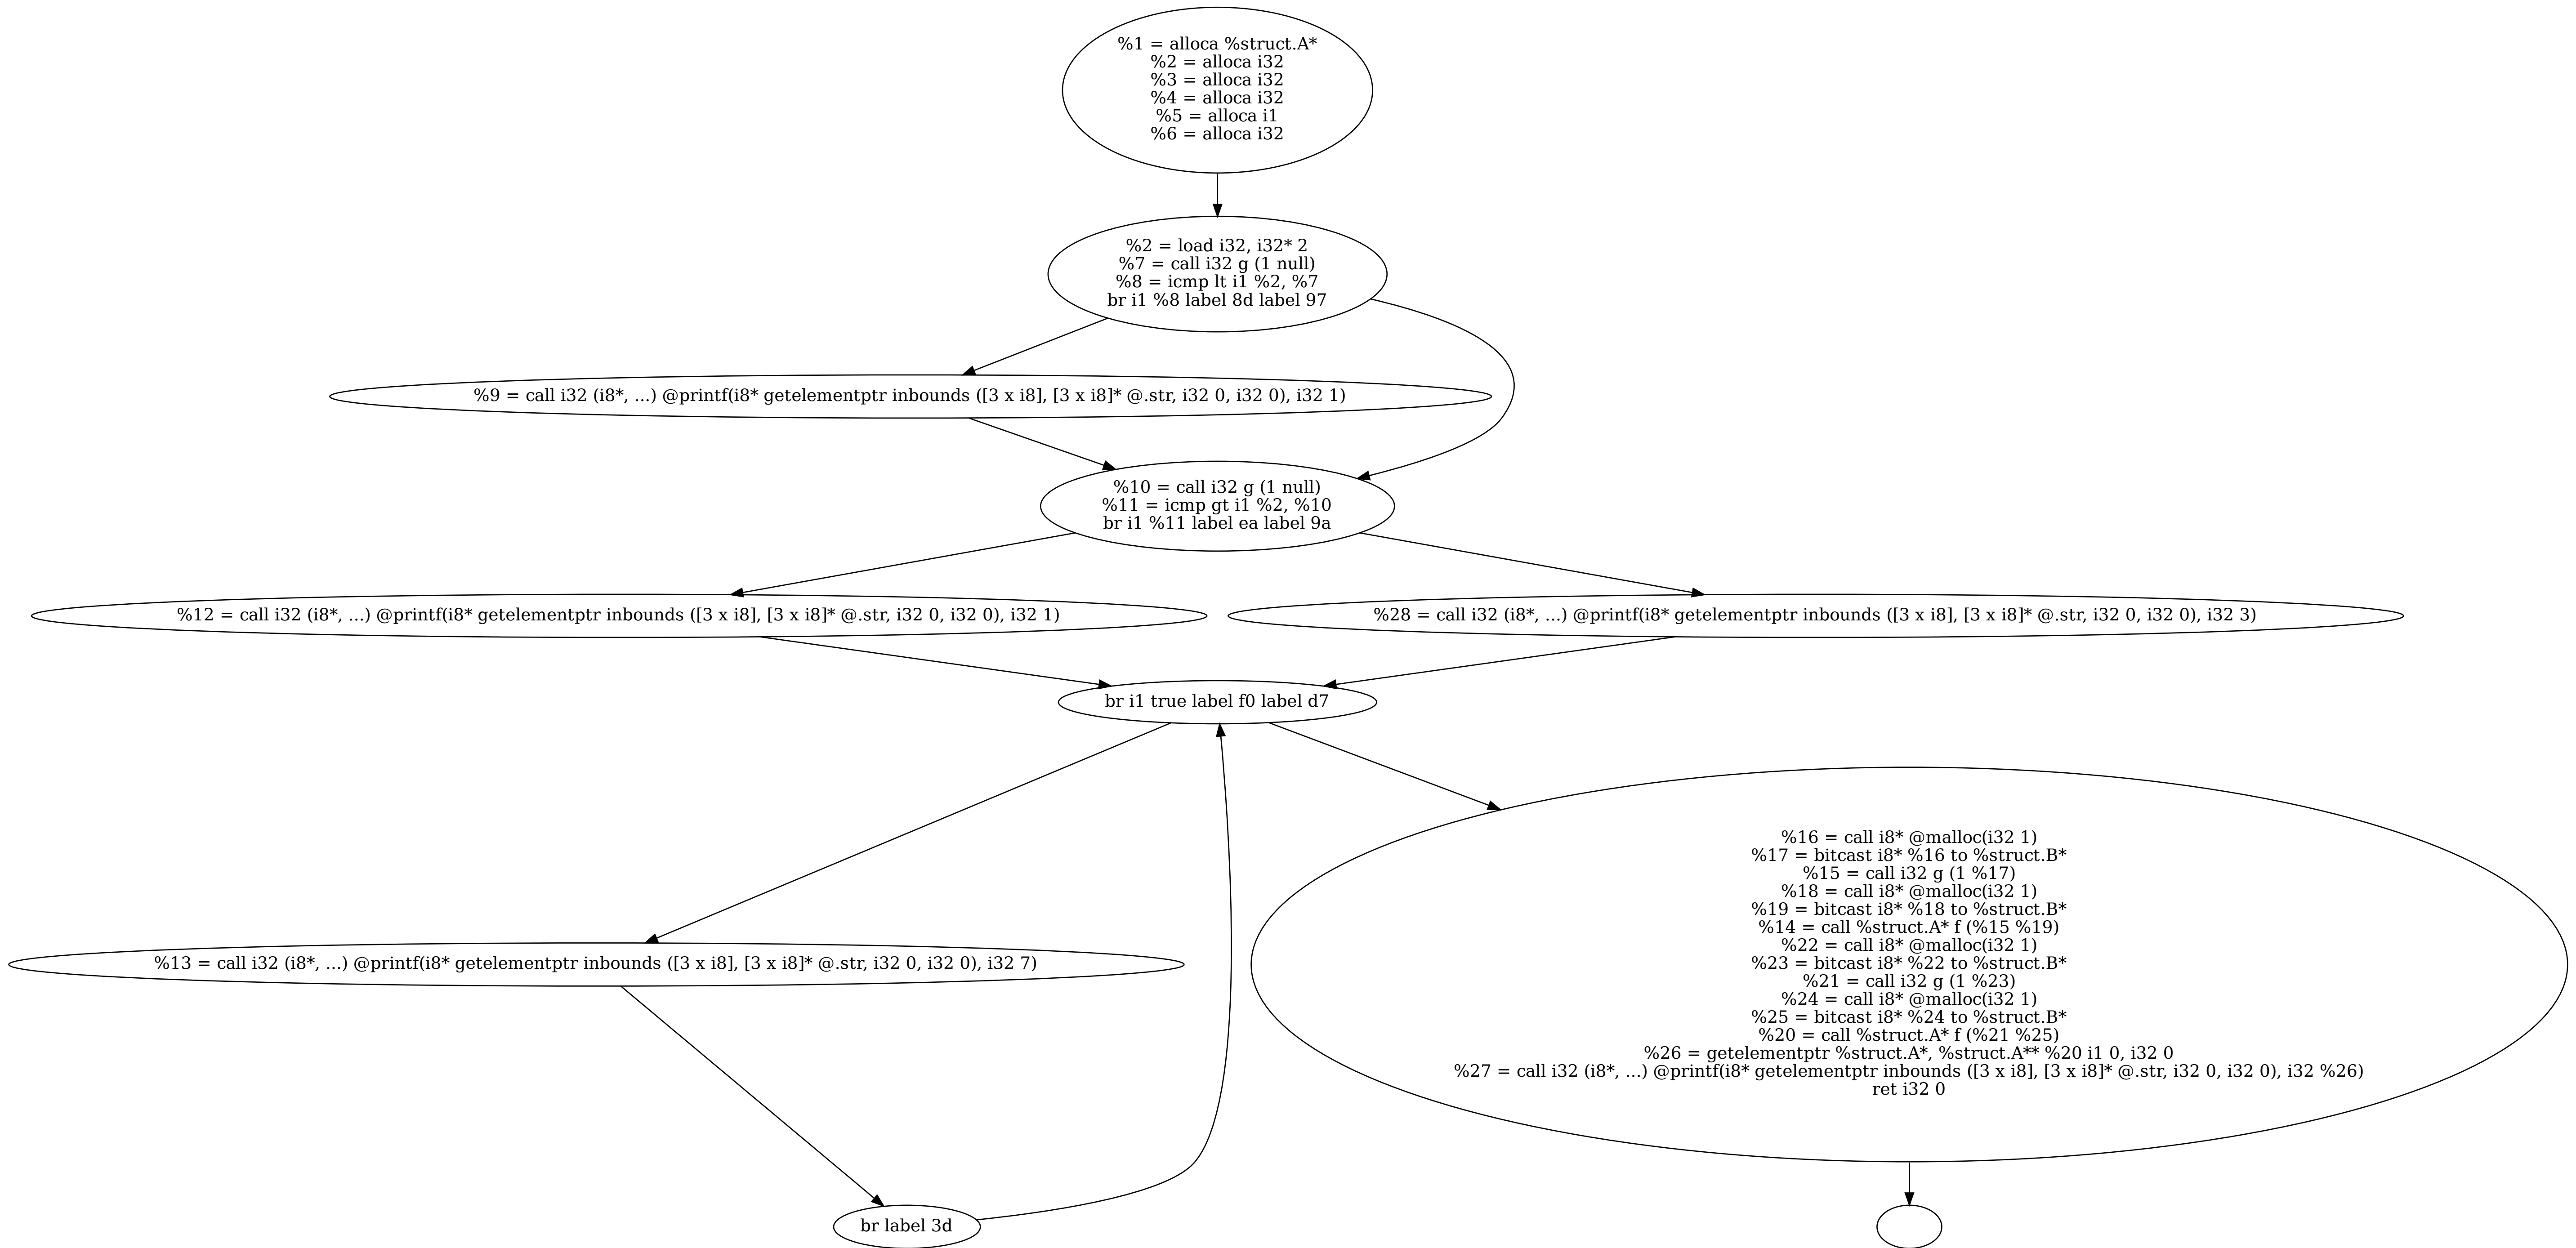 %1 = alloca %struct.A*
%2 = alloca i32
%3 = alloca i32
%4 = alloca i32
%5 = alloca i1
%6 = alloca i32
%2 = load i32, i32* 2
%7 = call i32 g (1 null)
%8 = icmp lt i1 %2, %7
br i1 %8 label 8d label 97
%9 = call i32 (i8*, ...) @printf(i8* getelementptr inbounds ([3 x i8], [3 x i8]* @.str, i32 0, i32 0), i32 1)
%10 = call i32 g (1 null)
%11 = icmp gt i1 %2, %10
br i1 %11 label ea label 9a
%12 = call i32 (i8*, ...) @printf(i8* getelementptr inbounds ([3 x i8], [3 x i8]* @.str, i32 0, i32 0), i32 1)
%28 = call i32 (i8*, ...) @printf(i8* getelementptr inbounds ([3 x i8], [3 x i8]* @.str, i32 0, i32 0), i32 3)
br i1 true label f0 label d7
%13 = call i32 (i8*, ...) @printf(i8* getelementptr inbounds ([3 x i8], [3 x i8]* @.str, i32 0, i32 0), i32 7)
%16 = call i8* @malloc(i32 1)
%17 = bitcast i8* %16 to %struct.B*
%15 = call i32 g (1 %17)
%18 = call i8* @malloc(i32 1)
%19 = bitcast i8* %18 to %struct.B*
%14 = call %struct.A* f (%15 %19)
%22 = call i8* @malloc(i32 1)
%23 = bitcast i8* %22 to %struct.B*
%21 = call i32 g (1 %23)
%24 = call i8* @malloc(i32 1)
%25 = bitcast i8* %24 to %struct.B*
%20 = call %struct.A* f (%21 %25)
%26 = getelementptr %struct.A*, %struct.A** %20 i1 0, i32 0
%27 = call i32 (i8*, ...) @printf(i8* getelementptr inbounds ([3 x i8], [3 x i8]* @.str, i32 0, i32 0), i32 %26)
ret i32 0
br label 3d